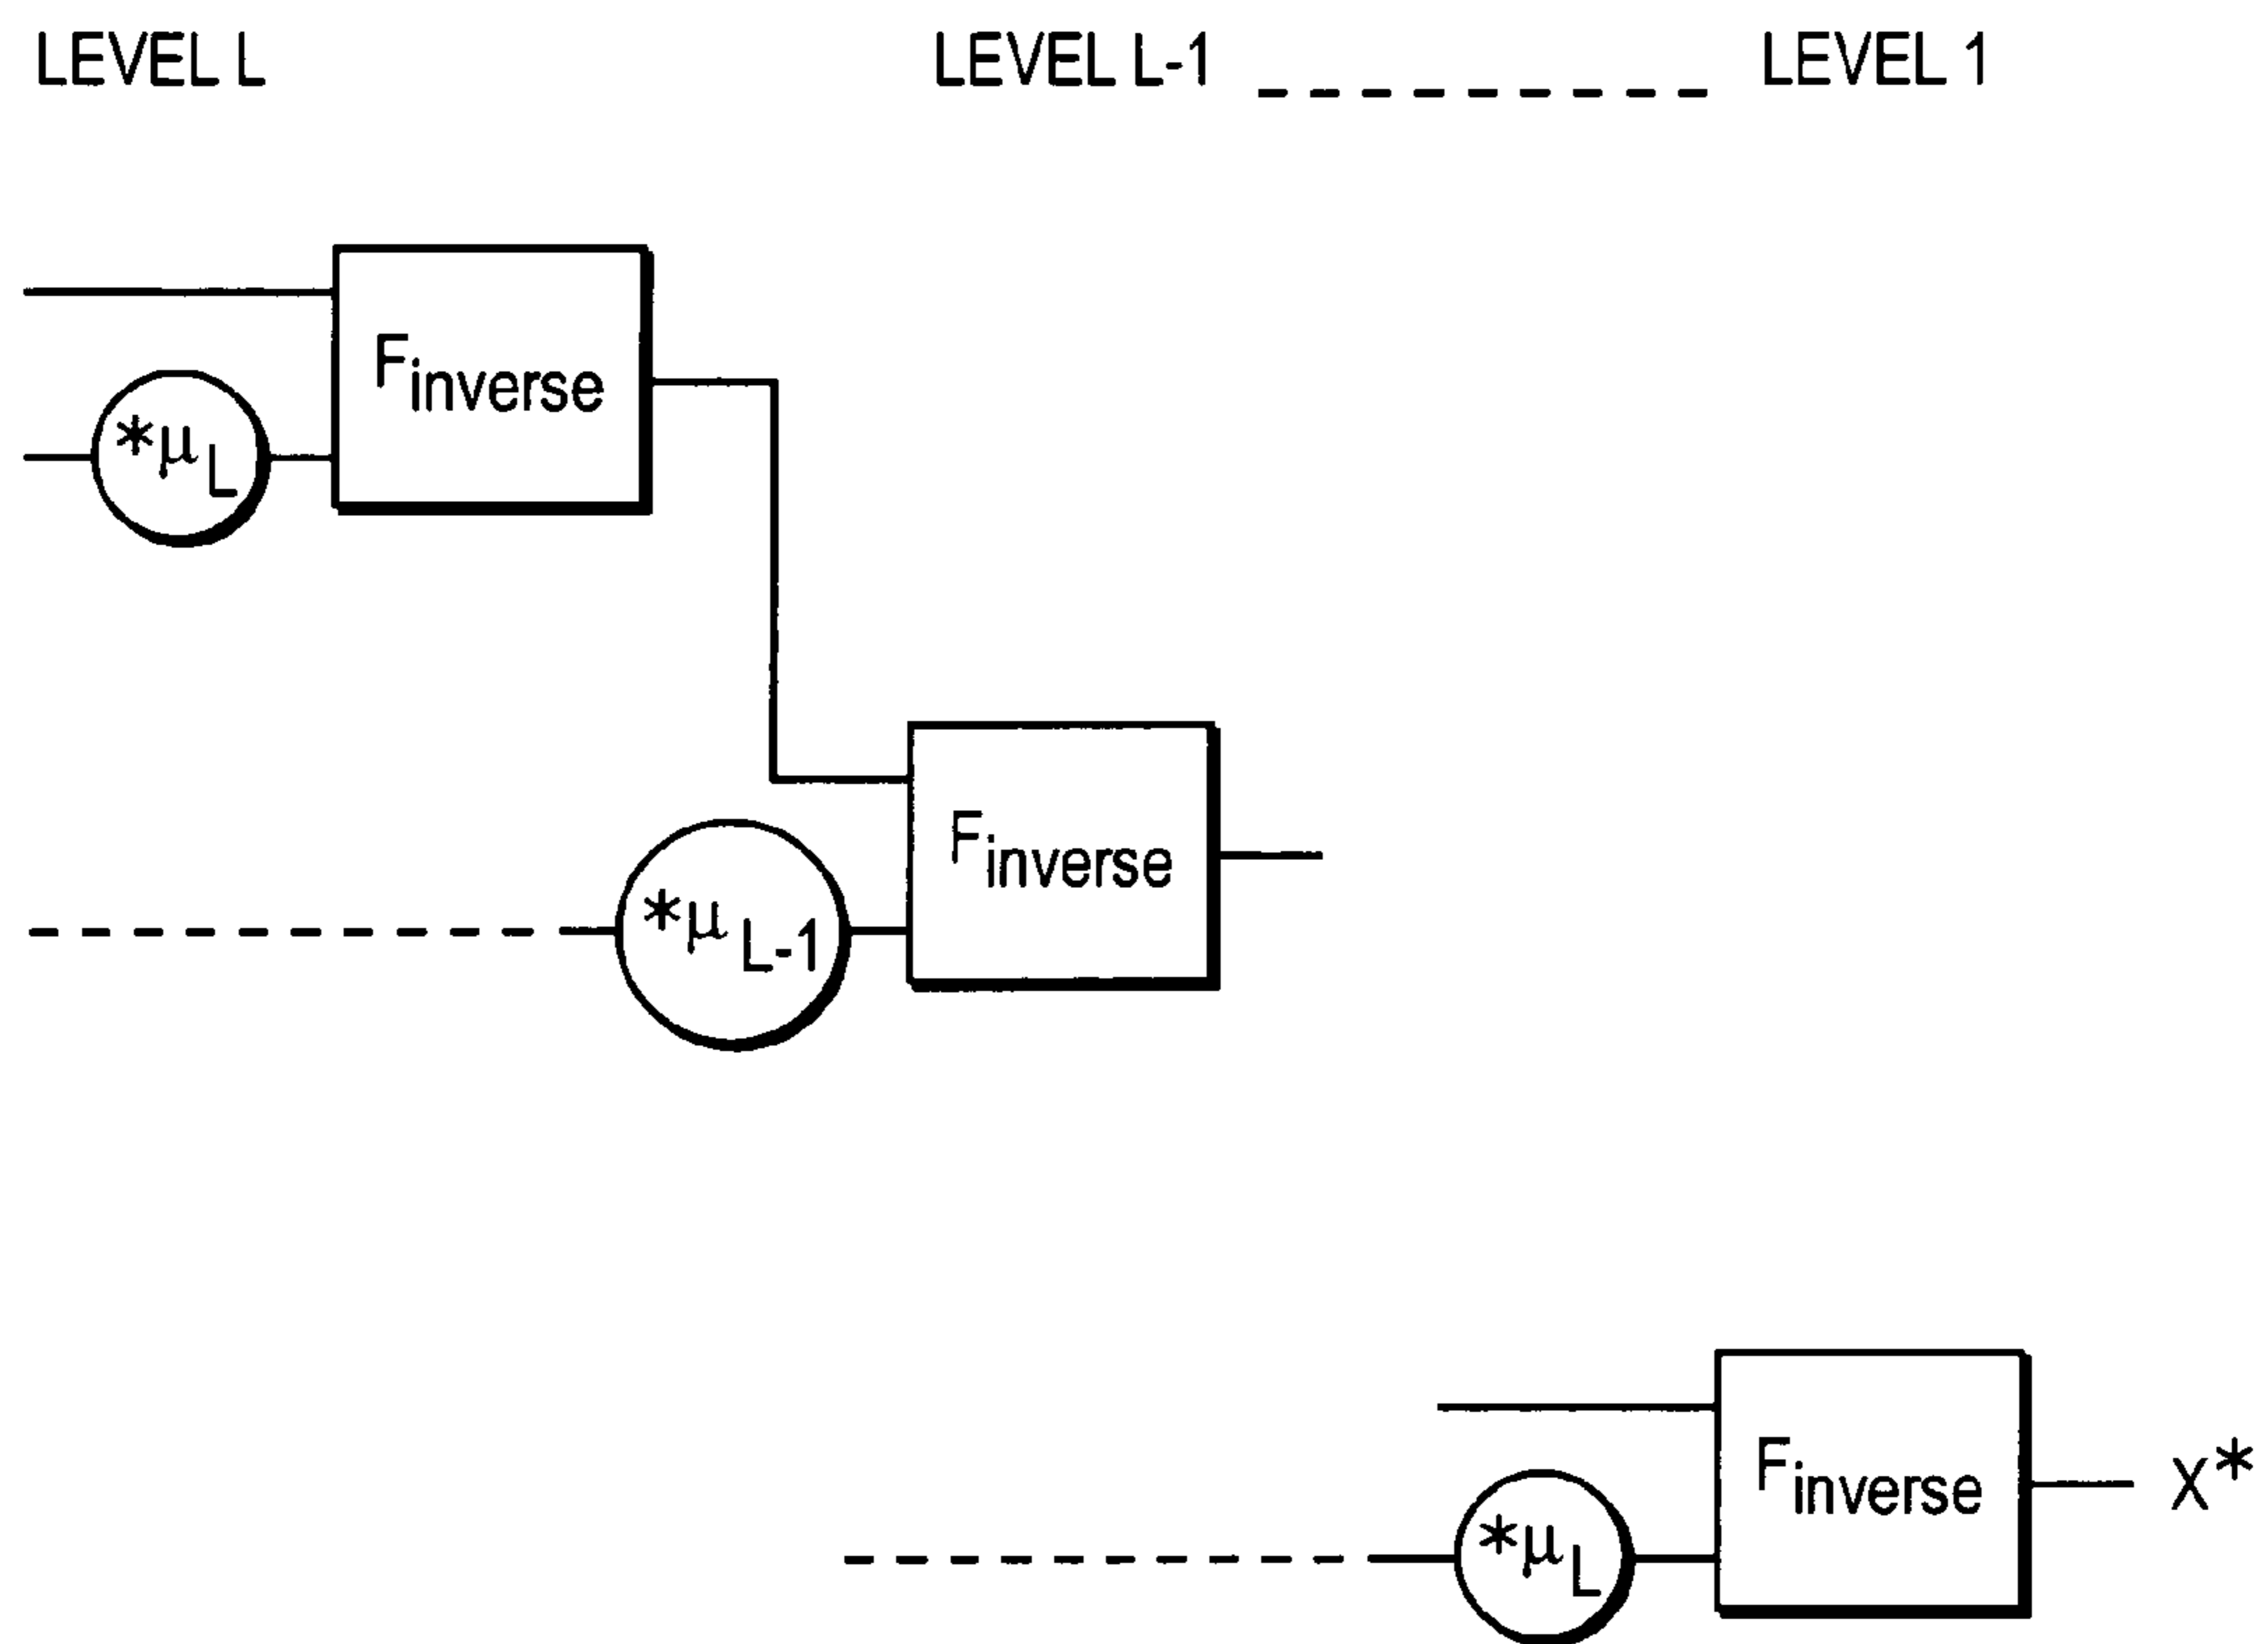 LEVEL L LEVEL L-1 LEVEL 1
Finverse
*μL
Finverse
*μL-1
Finverse
X*
*μL